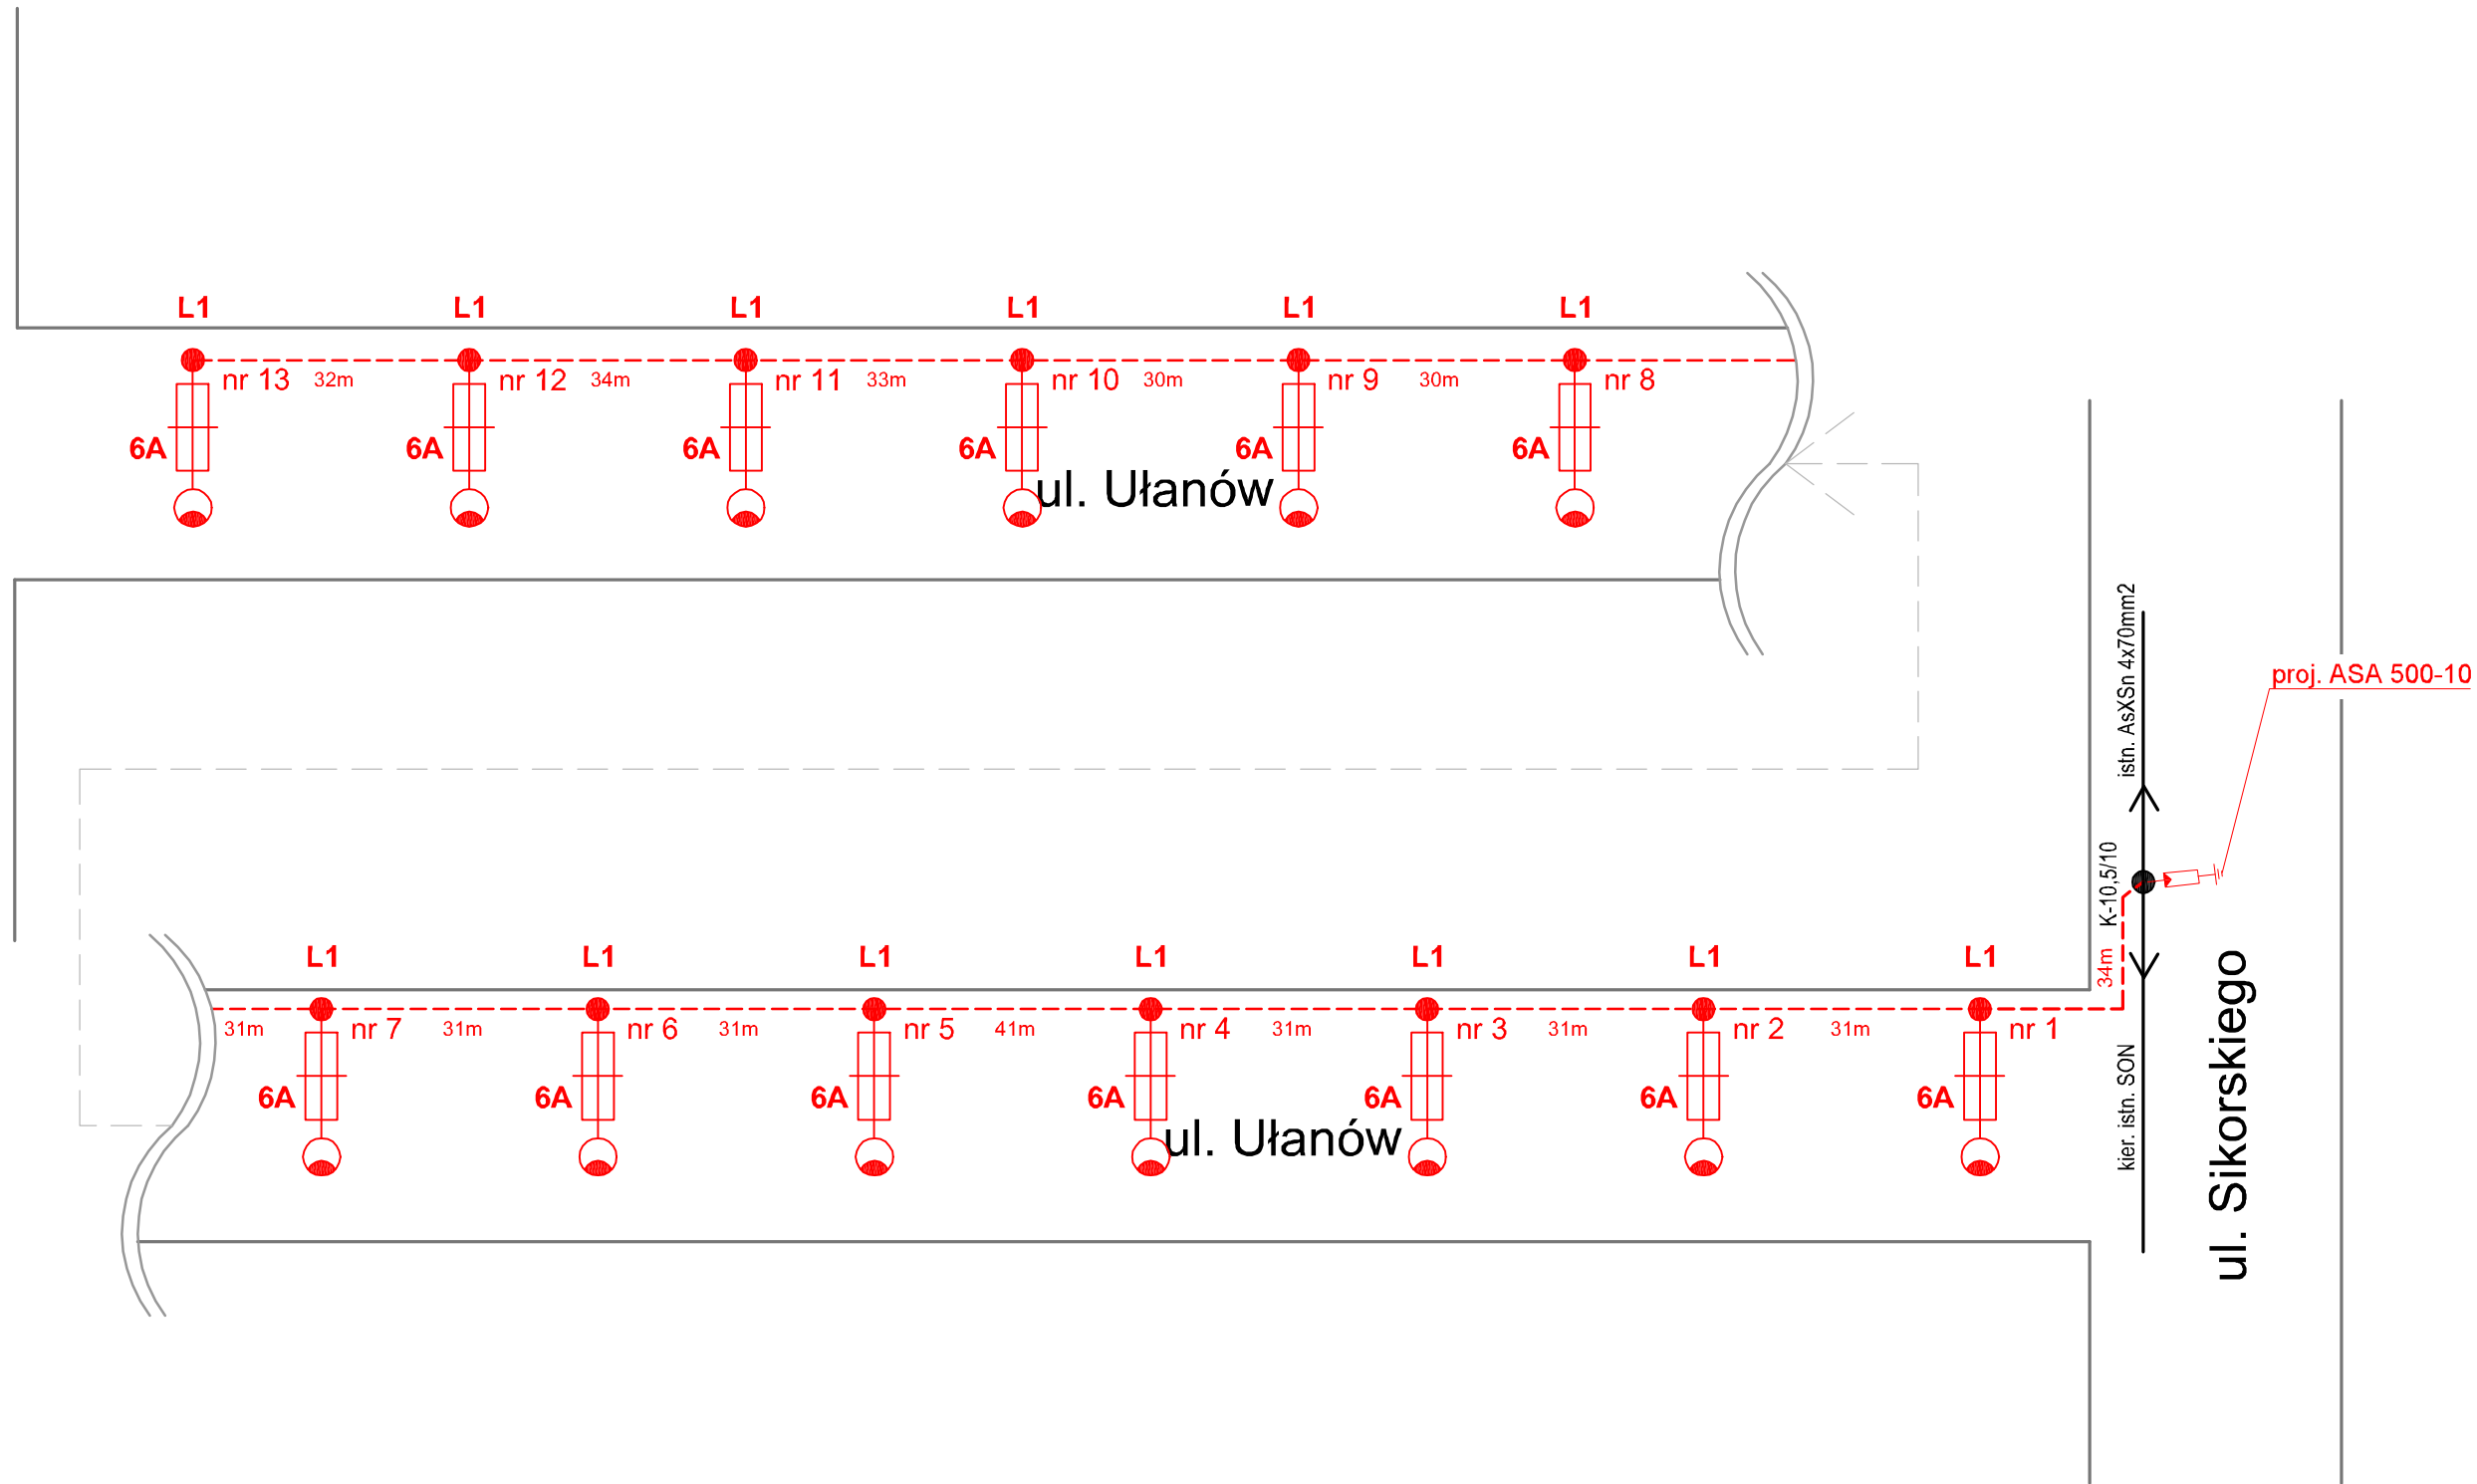 L1 L1 L1 L1 L1 L1
nr 13 32m nr 12 34m nr 11 33m nr 10 30m nr 9 30m nr 8
6A 6A 6A 6A 6A 6A
ul. Ułanów
istn. AsXSn 4x70mm2
proj. ASA 500-10
K-10,5/10
34m
L1 L1 L1 L1 L1 L1 L1
31m nr 7 31m nr 6 31m nr 5 41m nr 4 31m nr 3 31m nr 2 31m nr 1
6A 6A 6A 6A 6A 6A 6A
ul. Ułanów
kier. istn. SON
ul. Sikorskiego